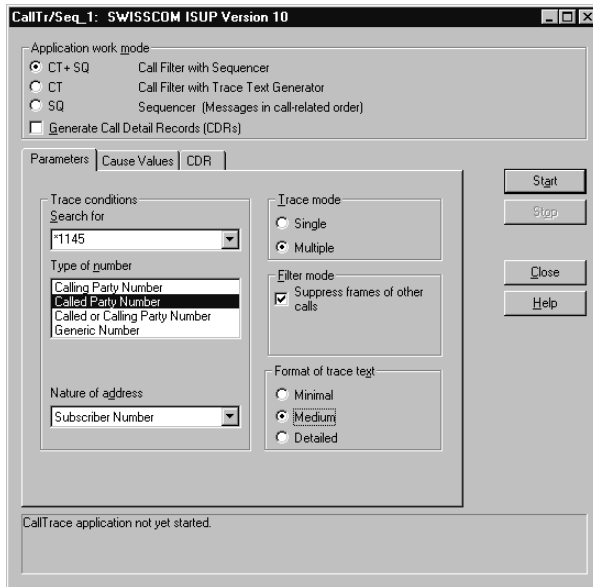 CallTr/Seq_1: SWISSCOM ISUP Version 10
Application work mode
CT+ SQ Call Filter with Sequencer
CT Call Filter with Trace Text Generator
SQ Sequencer (Messages in call-related order)
Generate Call Detail Records (CDRs)
Parameters Cause Values CDR
Trace conditions
Search for
*1145
Type of number
Calling Party Number
Called Party Number
Called or Calling Party Number
Generic Number
Nature of address
Subscriber Number
Trace mode
Single
Multiple
Filter mode
Suppress frames of other
calls
Format of trace text
Minimal
Medium
Detailed
Start
Stop
Close
Help
CallTrace application not yet started.